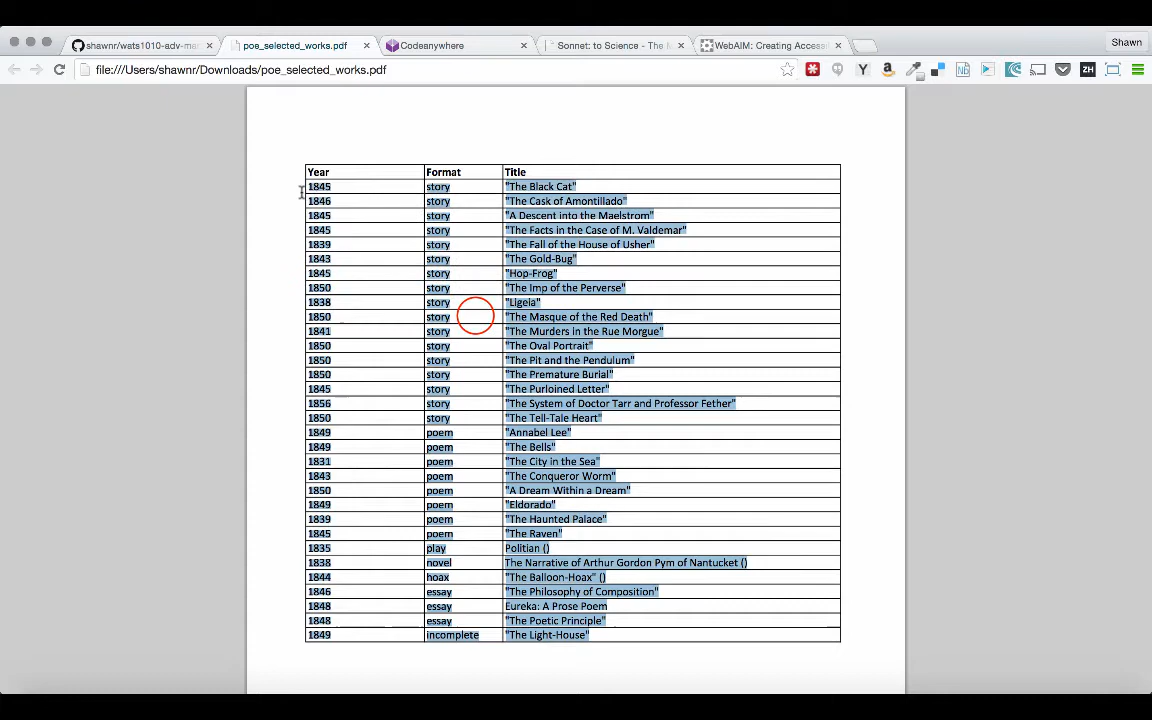 shawnr/wats1010-adv-mar
poe_selected_works.pdf
Codeanywhere
Sonnet: to Science - The M
WebAIM: Creating Accessi
Shawn
file:///Users/shawnr/Downloads/poe_selected_works.pdf
Year Format Title
1845 story "The Black Cat"
1846 story "The Cask of Amontillado"
1845 story "A Descent into the Maelstrom"
1845 story "The Facts in the Case of M. Valdemar"
1839 story "The Fall of the House of Usher"
1843 story "The Gold-Bug"
1845 story "Hop-Frog"
1850 story "The Imp of the Perverse"
1838 story "Ligeia"
1850 story "The Masque of the Red Death"
1841 story "The Murders in the Rue Morgue"
1850 story "The Oval Portrait"
1850 story "The Pit and the Pendulum"
1850 story "The Premature Burial"
1845 story "The Purloined Letter"
1856 story "The System of Doctor Tarr and Professor Fether"
1850 story "The Tell-Tale Heart"
1849 poem "Annabel Lee"
1849 poem "The Bells"
1831 poem "The City in the Sea"
1843 poem "The Conqueror Worm"
1850 poem "A Dream Within a Dream"
1849 poem "Eldorado"
1839 poem "The Haunted Palace"
1845 poem "The Raven"
1835 play Politian ()
1838 novel The Narrative of Arthur Gordon Pym of Nantucket ()
1844 hoax "The Balloon-Hoax" ()
1846 essay "The Philosophy of Composition"
1848 essay Eureka: A Prose Poem
1848 essay "The Poetic Principle"
1849 incomplete "The Light-House"